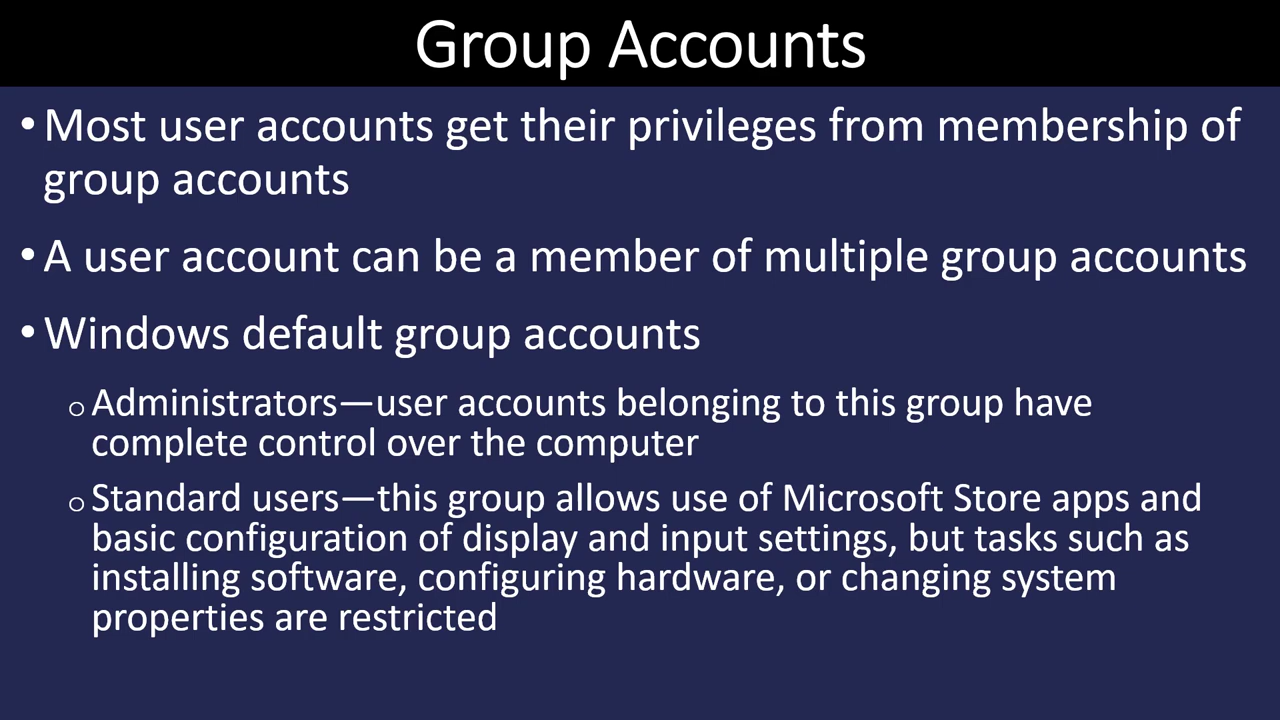 Group Accounts
•Most user accounts get their privileges from membership of
group accounts
•A user account can be a member of multiple group accounts
•Windows default group accounts
o Administrators—user accounts belonging to this group have
complete control over the computer
o Standard users—this group allows use of Microsoft Store apps and
basic configuration of display and input settings, but tasks such as
installing software, configuring hardware, or changing system
properties are restricted